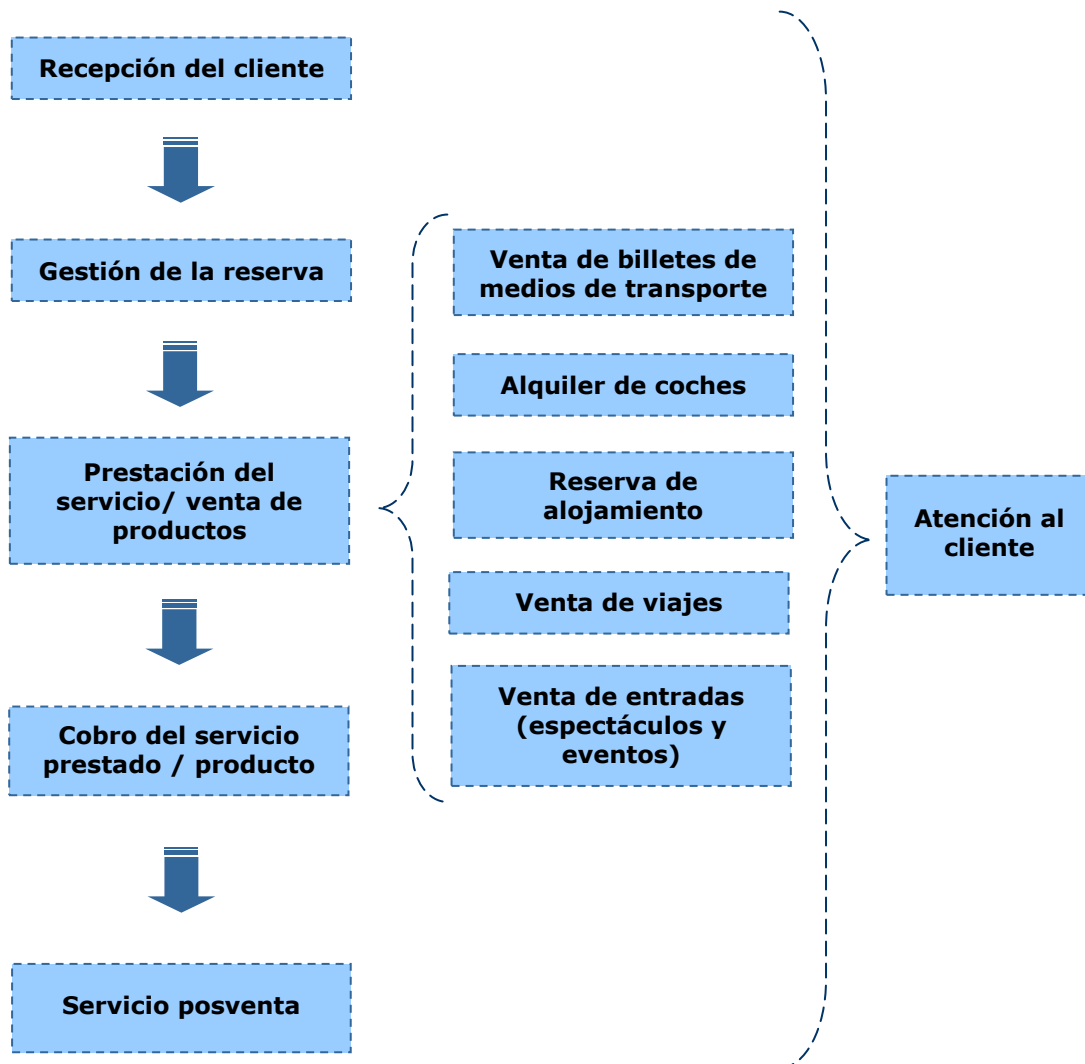 Recepción del cliente
Gestión de la reserva
Prestación del
servicio/ venta de
productos
Cobro del servicio
prestado / producto
Servicio posventa
Venta de billetes de
medios de transporte
Alquiler de coches
Reserva de
alojamiento
Venta de viajes
Venta de entradas
(espectáculos y
eventos)
Atención al
cliente